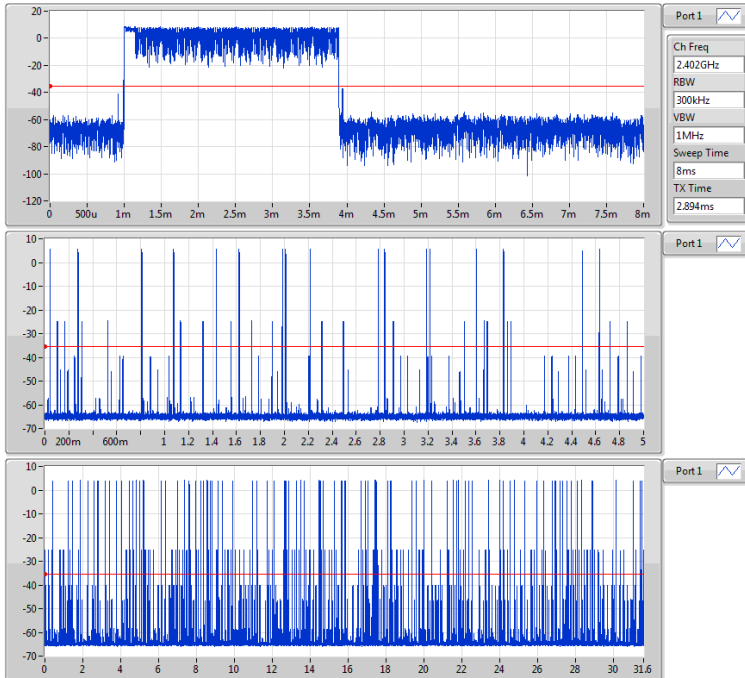 20
0
-20
-40
-60
-80
-100
-120
0 500u 1m 1.5m 2m 2.5m 3m 3.5m 4m 4.5m 5m 5.5m 6m 6.5m 7m 7.5m 8m
Port 1
Ch Freq
2.402GHz
RBW
300kHz
VBW
1MHz
Sweep Time
8ms
TX Time
2.894ms
10
0
-10
-20
-30
-40
-50
-60
-70
0 200m 600m 1 1.2 1.4 1.6 1.8 2 2.2 2.4 2.6 2.8 3 3.2 3.4 3.6 3.8 4 4.2 4.4 4.6 4.8 5
Port 1
10
0
-10
-20
-30
-40
-50
-60
-70
0 2 4 6 8 10 12 14 16 18 20 22 24 26 28 30 31.6
Port 1